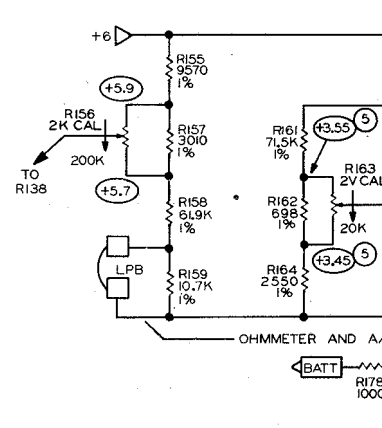 +6
R155
9570
1%
+5.9
R156
2K CAL
200K
R157
3010
1%
TO
R138
+5.7
R158
61.9K
1%
LPB
R159
10.7K
1%
R161
71.5K
1%
+3.55
5
R163
2V CAL
20K
R162
698
1%
+3.45
5
R164
2550
1%
OHMMETER AND A/
BATT
R178
1000